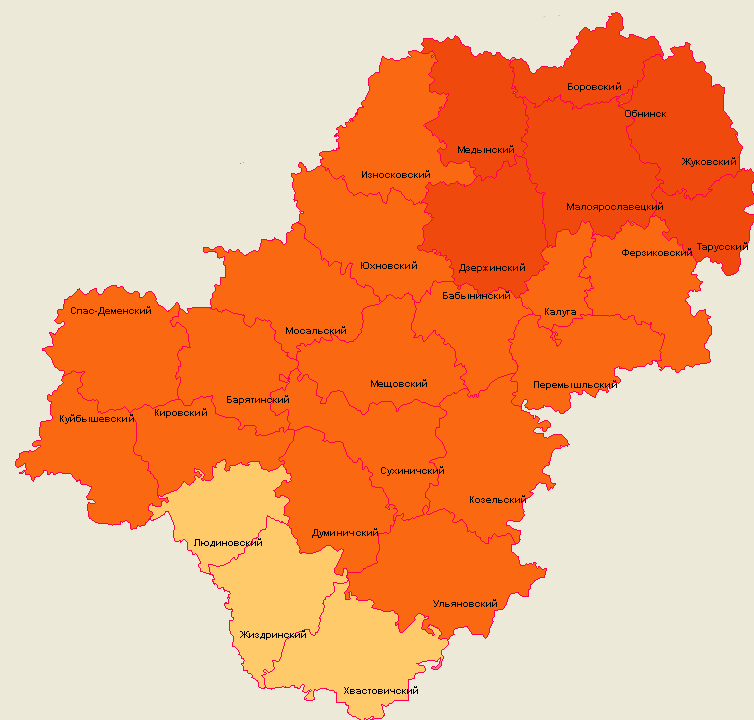 Боровский
Обнинск
Медынский
Жуковский
Износковский
Малоярославецкий
Тарусский
Ферзиковский
Юхновский
Дзержинский
Бабынинский
Спас-Деменский
Калуга
Мосальский
Мещовский
Перемышльский
Барятинский
Кировский
Куйбышевский
Сухиничский
Козельский
Думиничский
Людиновский
Ульяновский
Жиздринский
Хвастовичский